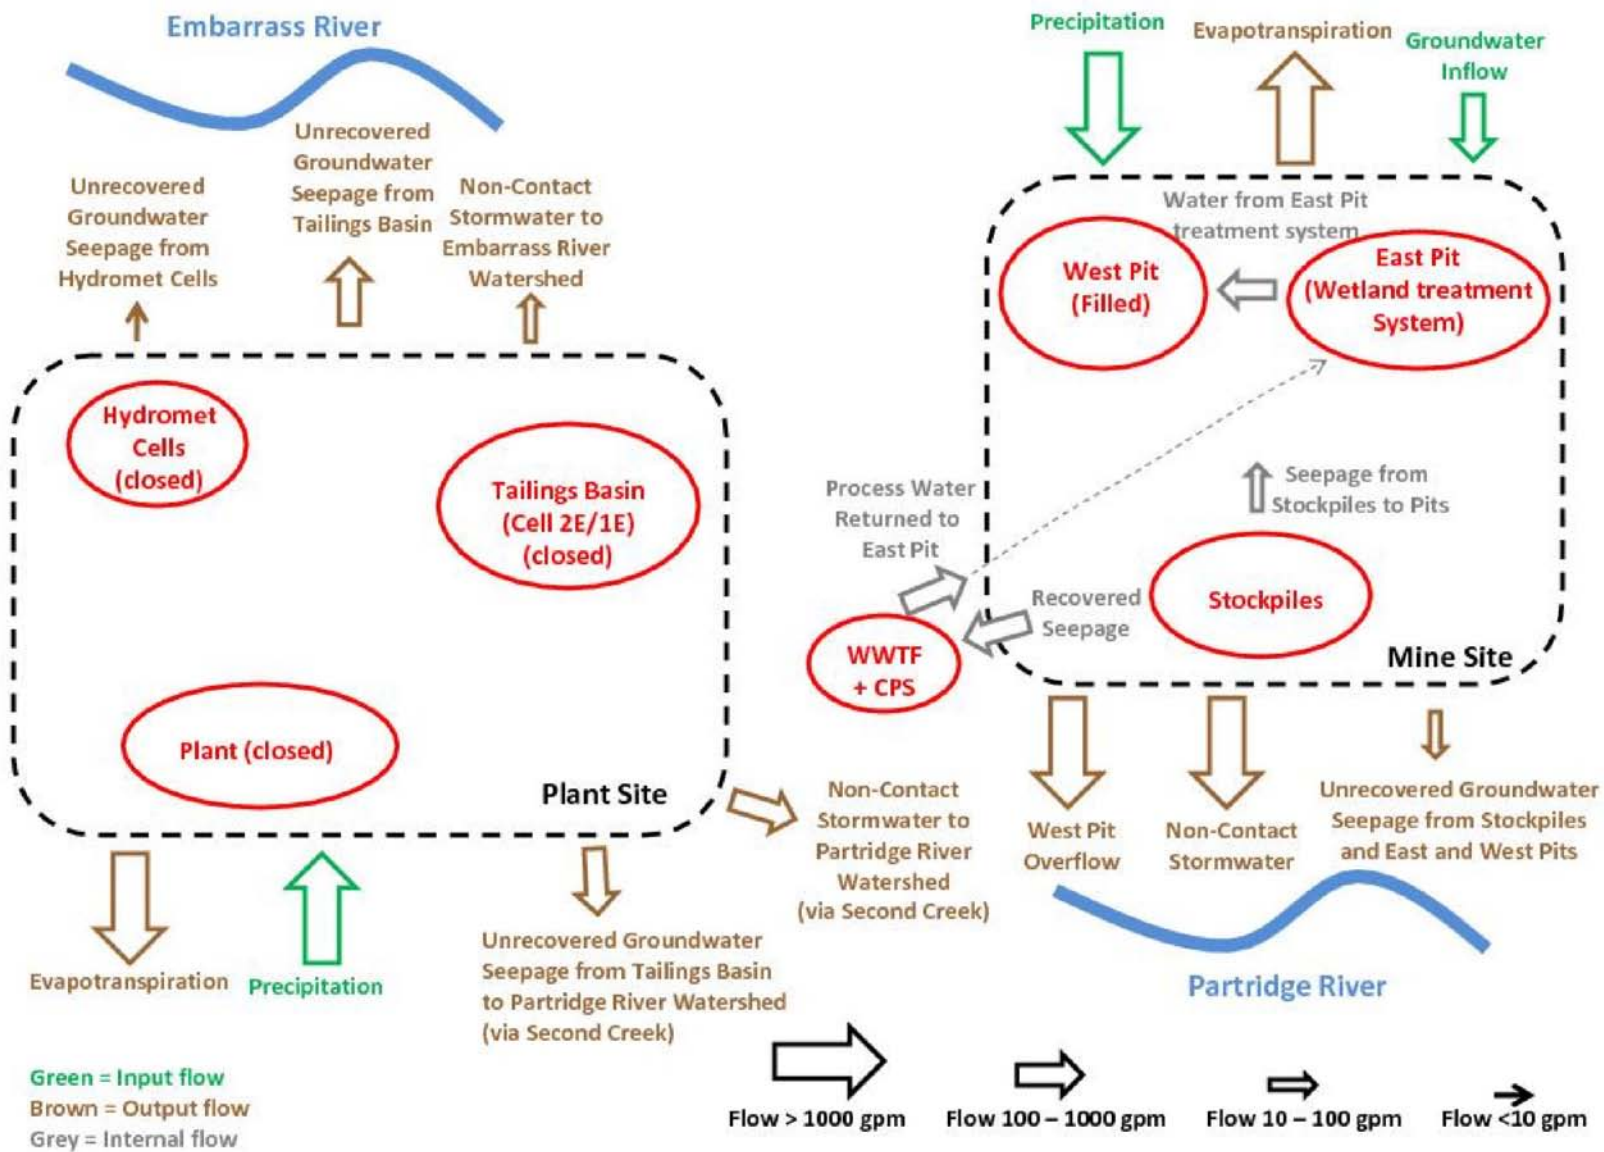 Embarrass River
Unrecovered
Groundwater
Seepage from
Hydromet Cells
Unrecovered
Groundwater
Seepage from
Tailings Basin
Non-Contact
Stormwater to
Embarrass River
Watershed
Hydromet
Cells
(closed)
Tailings Basin
(Cell 2E/1E)
(closed)
Plant (closed)
Plant Site
Evapotranspiration
Precipitation
Unrecovered Groundwater
Seepage from Tailings Basin
to Partridge River Watershed
(via Second Creek)
Non-Contact
Stormwater to
Partridge River
Watershed
(via Second Creek)
Precipitation
Evapotranspiration
Groundwater
Inflow
Water from East Pit
treatment system
West Pit
(Filled)
East Pit
(Wetland treatment
System)
Process Water
Returned to
East Pit
Seepage from
Stockpiles to Pits
Recovered
Seepage
Stockpiles
WWTF
+ CPS
Mine Site
West Pit
Overflow
Non-Contact
Stormwater
Unrecovered Groundwater
Seepage from Stockpiles
and East and West Pits
Partridge River
Green = Input flow
Brown = Output flow
Grey = Internal flow
Flow > 1000 gpm
Flow 100 – 1000 gpm
Flow 10 – 100 gpm
Flow <10 gpm